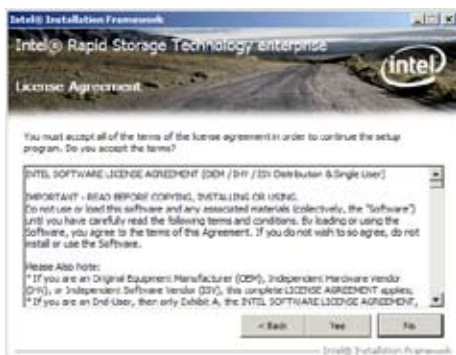 Intel® Installation Framework
Intel® Rapid Storage Technology enterprise
intel
License Agreement
You must accept all of the terms of the license agreement in order to continue the setup
program. Do you accept the terms?
INTEL SOFTWARE LICENSE AGREEMENT (OEM / IHV / ISV Distribution & Single User)
IMPORTANT - READ BEFORE COPYING, INSTALLING OR USING.
Do not use or load this software and any associated materials (collectively, the "Software")
until you have carefully read the following terms and conditions. By loading or using the
Software, you agree to the terms of this Agreement. If you do not wish to so agree, do not
install or use the Software.
Please Also Note:
* If you are an Original Equipment Manufacturer (OEM), Independent Hardware Vendor
(IHV), or Independent Software Vendor (ISV), this complete LICENSE AGREEMENT applies;
* If you are an End-User, then only Exhibit A, the INTEL SOFTWARE LICENSE AGREEMENT,
< Back
Yes
No
Intel® Installation Framework